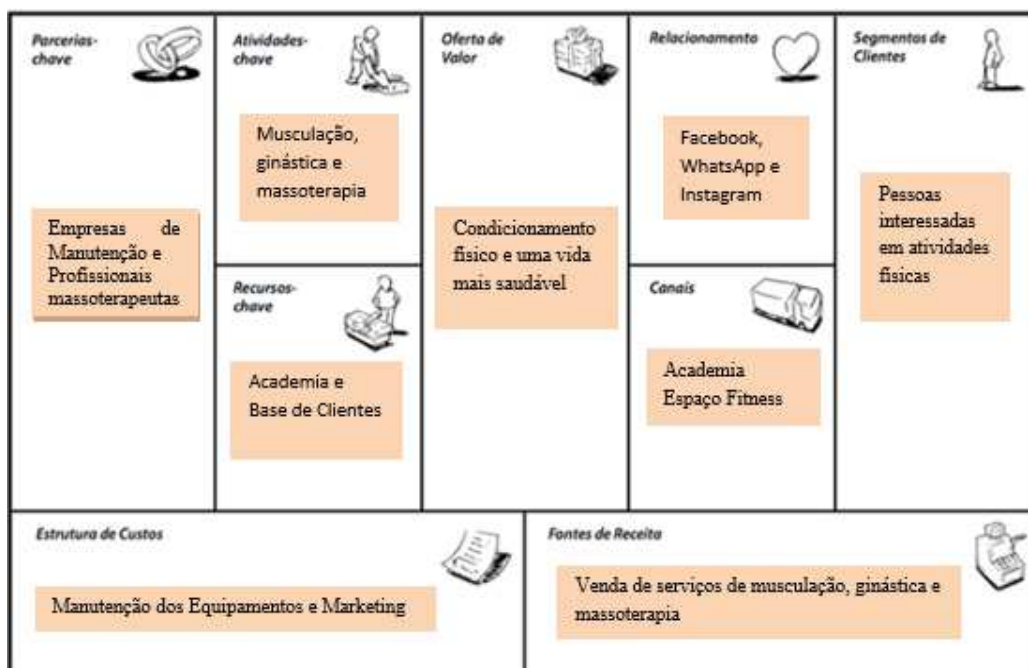 Parcerias-
chave
Empresas de
Manutenção e
Profissionais
massoterapeutas
Atividades-
chave
Musculação,
ginástica e
massoterapia
Recursos-
chave
Academia e
Base de Clientes
Oferta de
Valor
Condicionamento
físico e uma vida
mais saudável
Relacionamento
Facebook,
WhatsApp e
Instagram
Canais
Academia
Espaço Fitness
Segmentos de
Clientes
Pessoas
interessadas
em atividades
físicas
Estrutura de Custos
Manutenção dos Equipamentos e Marketing
Fontes de Receita
Venda de serviços de musculação, ginástica e
massoterapia